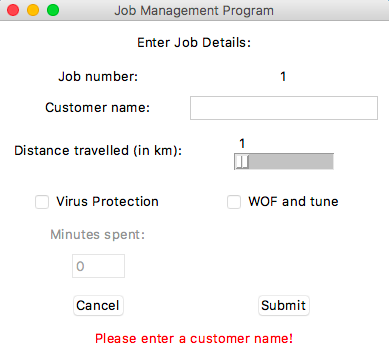 Job Management Program
Enter Job Details:
Job number: 1
Customer name:
Distance travelled (in km): 1
Virus Protection WOF and tune
Minutes spent:
0
Cancel Submit
Please enter a customer name!